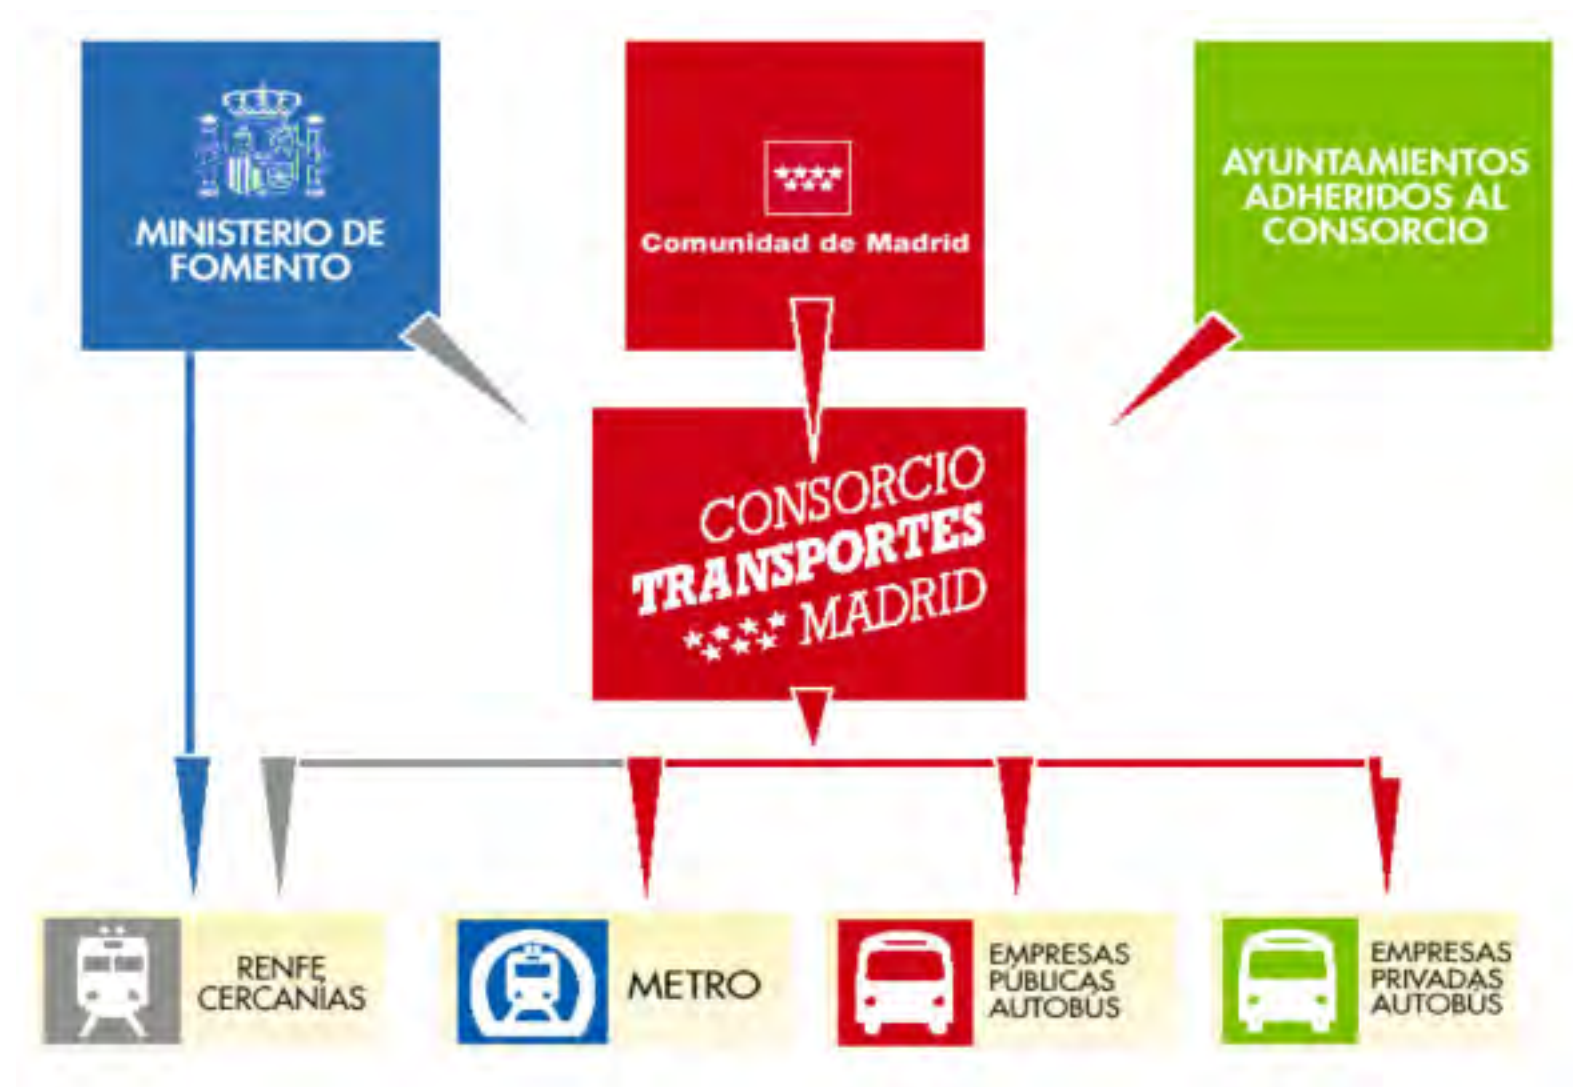 MINISTERIO DE
FOMENTO
Comunidad de Madrid
AYUNTAMIENTOS
ADHERIDOS AL
CONSORCIO
CONSORCIO
TRANSPORTES
MADRID
RENFE
CERCANÍAS
METRO
EMPRESAS
PÚBLICAS
AUTOBÚS
EMPRESAS
PRIVADAS
AUTOBÚS